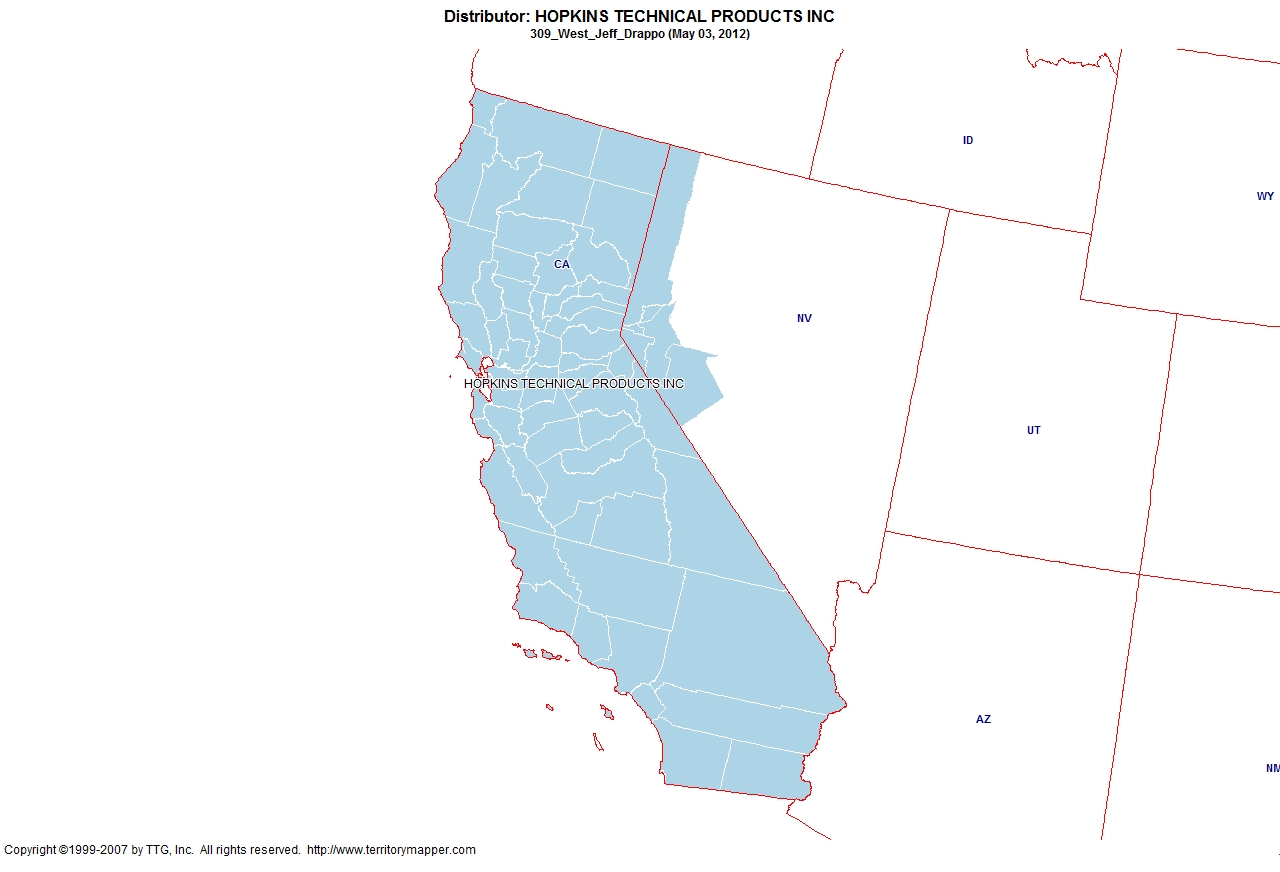 Distributor: HOPKINS TECHNICAL PRODUCTS INC
309_West_Jeff_Drappo (May 03, 2012)
ID
WY
CA
NV
HOPKINS TECHNICAL PRODUCTS INC
UT
AZ
NM
Copyright ©1999-2007 by TTG, Inc.  All rights reserved.  http://www.territorymapper.com